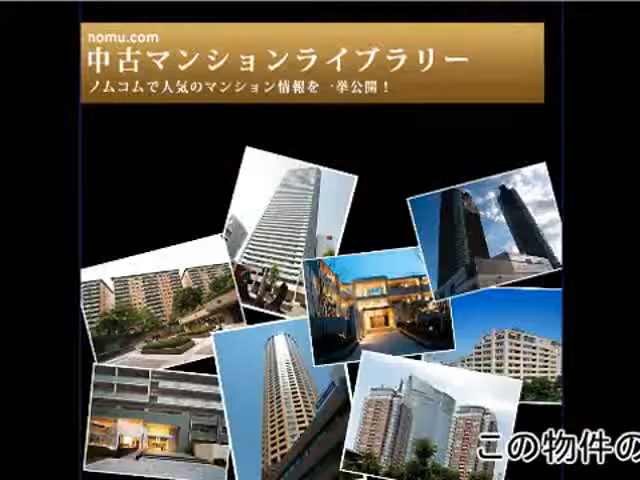 nomu.com
中古マンションライブラリー
ノムコムで人気のマンション情報を一挙公開！
この物件の